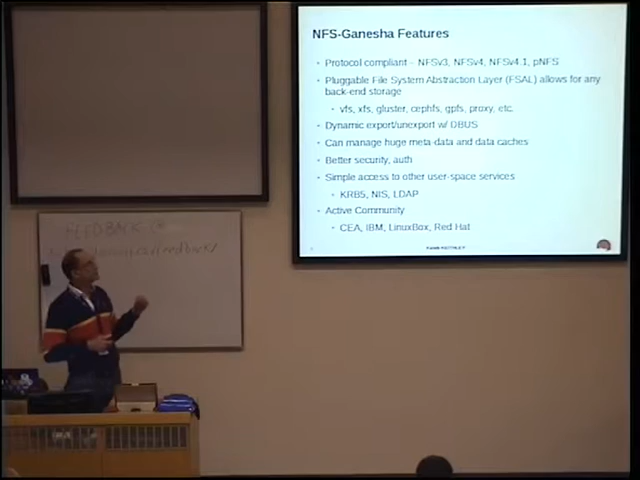 NFS-Ganesha Features
- Protocol compliant - NFSv3, NFSv4, NFSv4.1, pNFS
- Pluggable File System Abstraction Layer (FSAL) allows for any
back-end storage
- vfs, xfs, gluster, cephfs, gpfs, proxy, etc.
- Dynamic export/unexport w/ DBUS
- Can manage huge meta-data and data caches
- Better security, auth
- Simple access to other user-space services
- KRB5, NIS, LDAP
- Active Community
- CEA, IBM, LinuxBox, Red Hat
FEEDBACK @
/feedback/